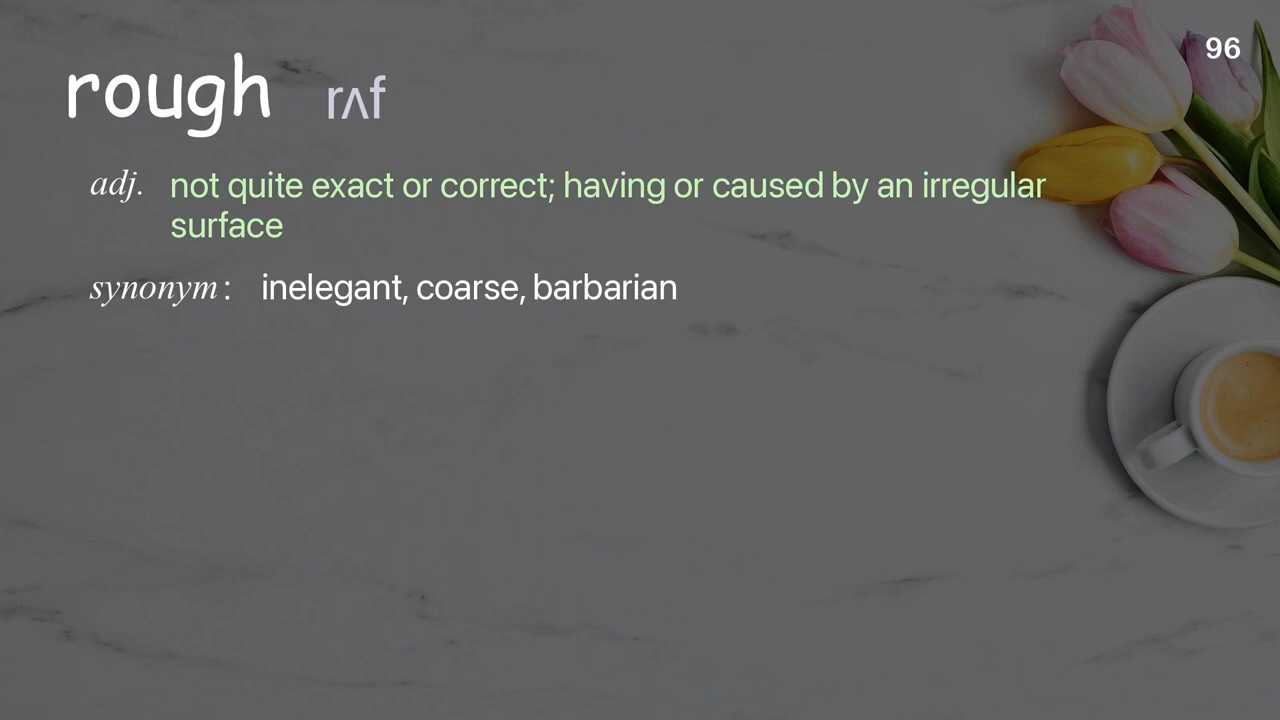 96
rough rʌf
adj. not quite exact or correct; having or caused by an irregular
surface
synonym : inelegant, coarse, barbarian